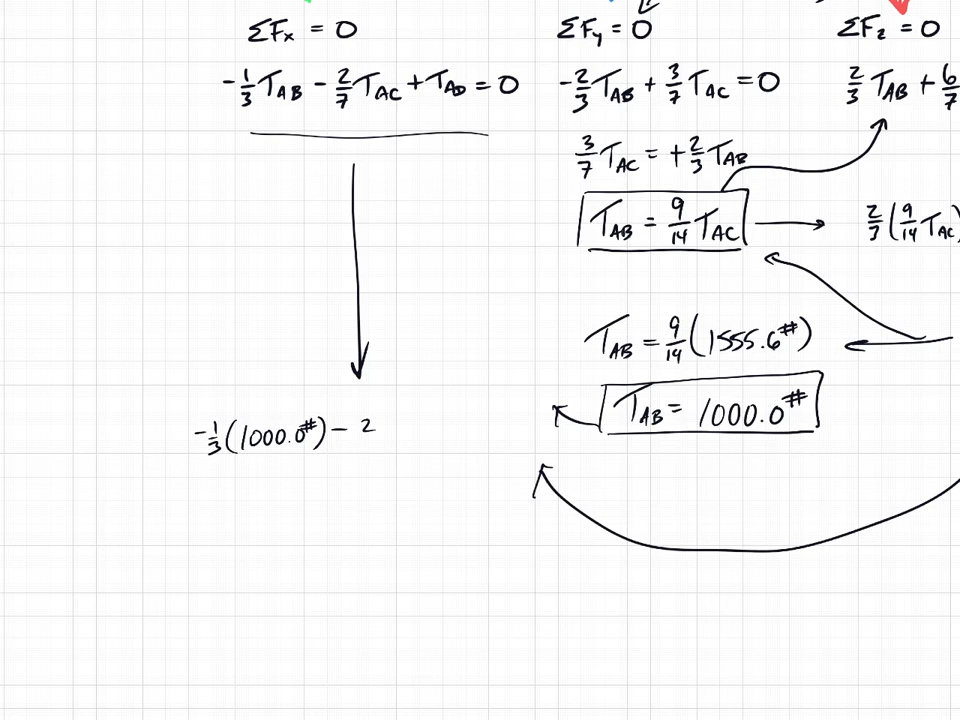 ΣFx = 0
-1/3 TAB - 2/7 TAC + TAD = 0
-1/3 (1000.0#) - 2
ΣFy = 0
-2/3 TAB + 3/7 TAC = 0
3/7 TAC = +2/3 TAB
TAB = 9/14 TAC
TAB = 9/14 (1555.6#)
TAB = 1000.0#
ΣFz = 0
2/3 TAB + 6/7
2/3 (9/14 TAC)